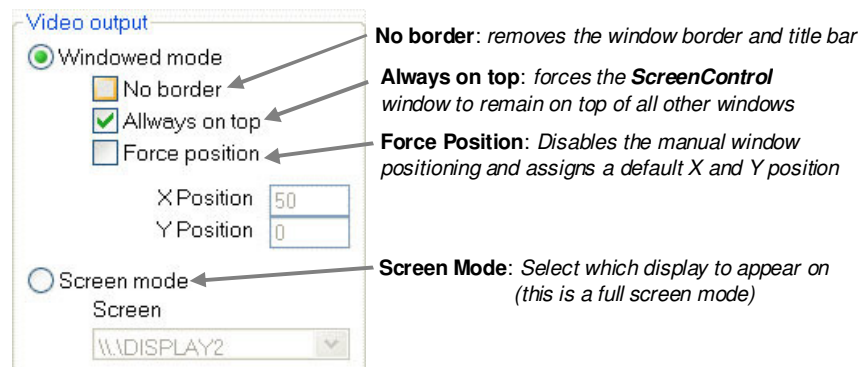 Video output
Windowed mode
No border
Allways on top
Force position
X Position 50
Y Position 0
Screen mode
Screen
\\.\DISPLAY2
No border: removes the window border and title bar
Always on top: forces the ScreenControl
window to remain on top of all other windows
Force Position: Disables the manual window
positioning and assigns a default X and Y position
Screen Mode: Select which display to appear on
(this is a full screen mode)